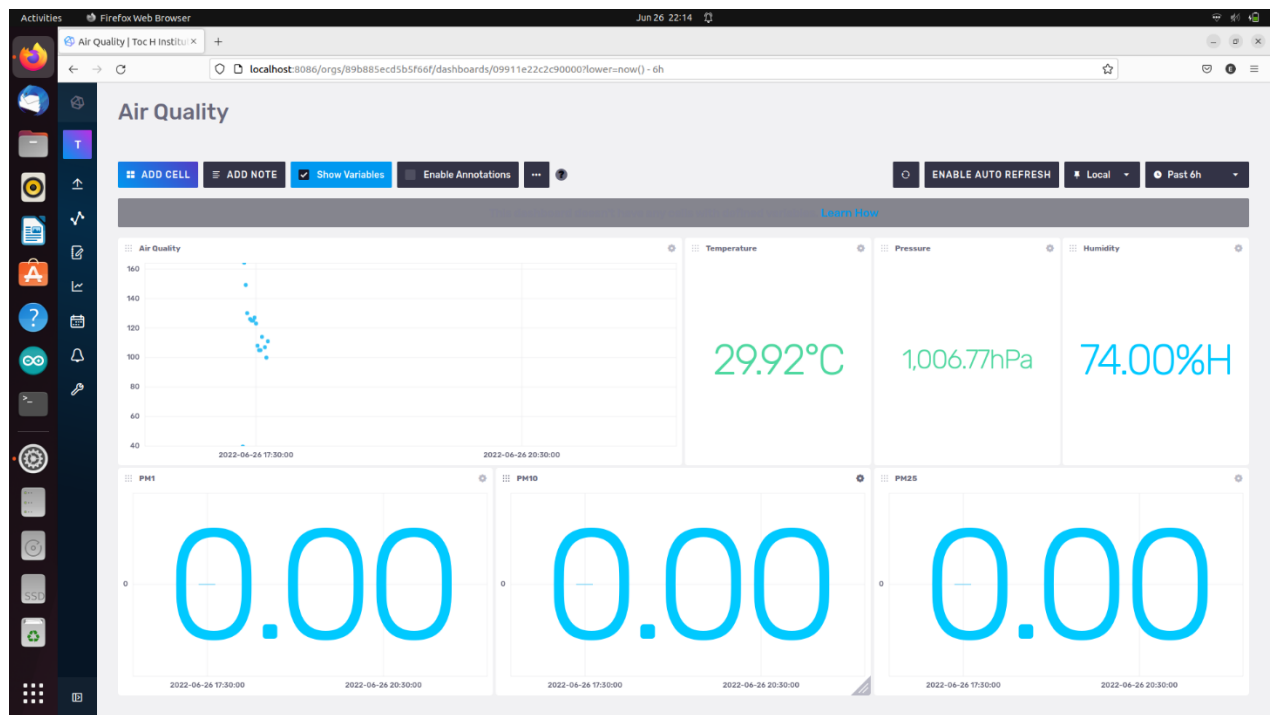 Activities Firefox Web Browser Jun 26 22:14
Air Quality | Toc H Institu
localhost:8086/orgs/89b885ecd5b5f66f/dashboards/09911e22c2c90000?lower=now() - 6h
Air Quality
T
ADD CELL ADD NOTE Show Variables Enable Annotations ... ? ENABLE AUTO REFRESH Local Past 6h
Learn How
Air Quality Temperature Pressure Humidity
160
140
120
100
80
60
40
2022-06-26 17:30:00 2022-06-26 20:30:00
29.92°C 1,006.77hPa 74.00%H
PM1 PM10 PM25
0 0.00 0 0.00 0 0.00
2022-06-26 17:30:00 2022-06-26 20:30:00 2022-06-26 17:30:00 2022-06-26 20:30:00 2022-06-26 17:30:00 2022-06-26 20:30:00
SSD